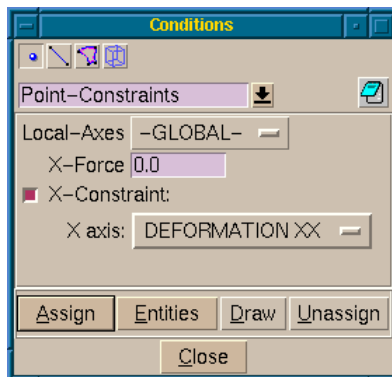 Conditions
Point-Constraints
Local-Axes -GLOBAL-
X-Force 0.0
X-Constraint:
X axis: DEFORMATION XX
Assign Entities Draw Unassign
Close